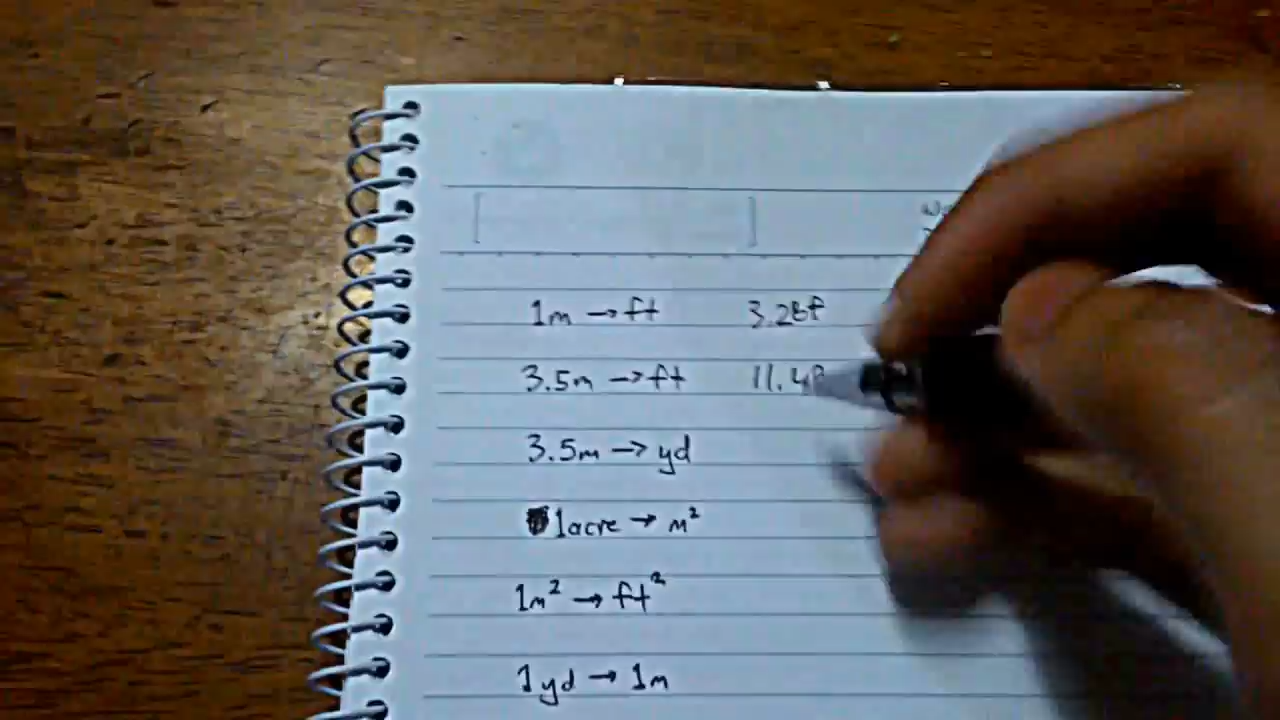 1m → ft 3.28ft
3.5m → ft 11.48
3.5m → yd
1acre → m²
1m² → ft²
1yd → 1m